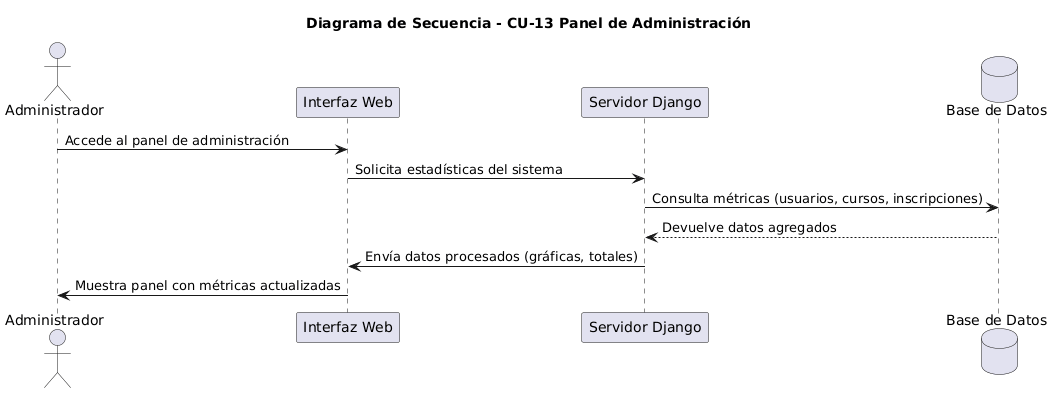 Diagrama de Secuencia - CU-13 Panel de Administración
Administrador
Interfaz Web
Servidor Django
Base de Datos
Accede al panel de administración
Solicita estadísticas del sistema
Consulta métricas (usuarios, cursos, inscripciones)
Devuelve datos agregados
Envía datos procesados (gráficas, totales)
Muestra panel con métricas actualizadas
Administrador
Interfaz Web
Servidor Django
Base de Datos